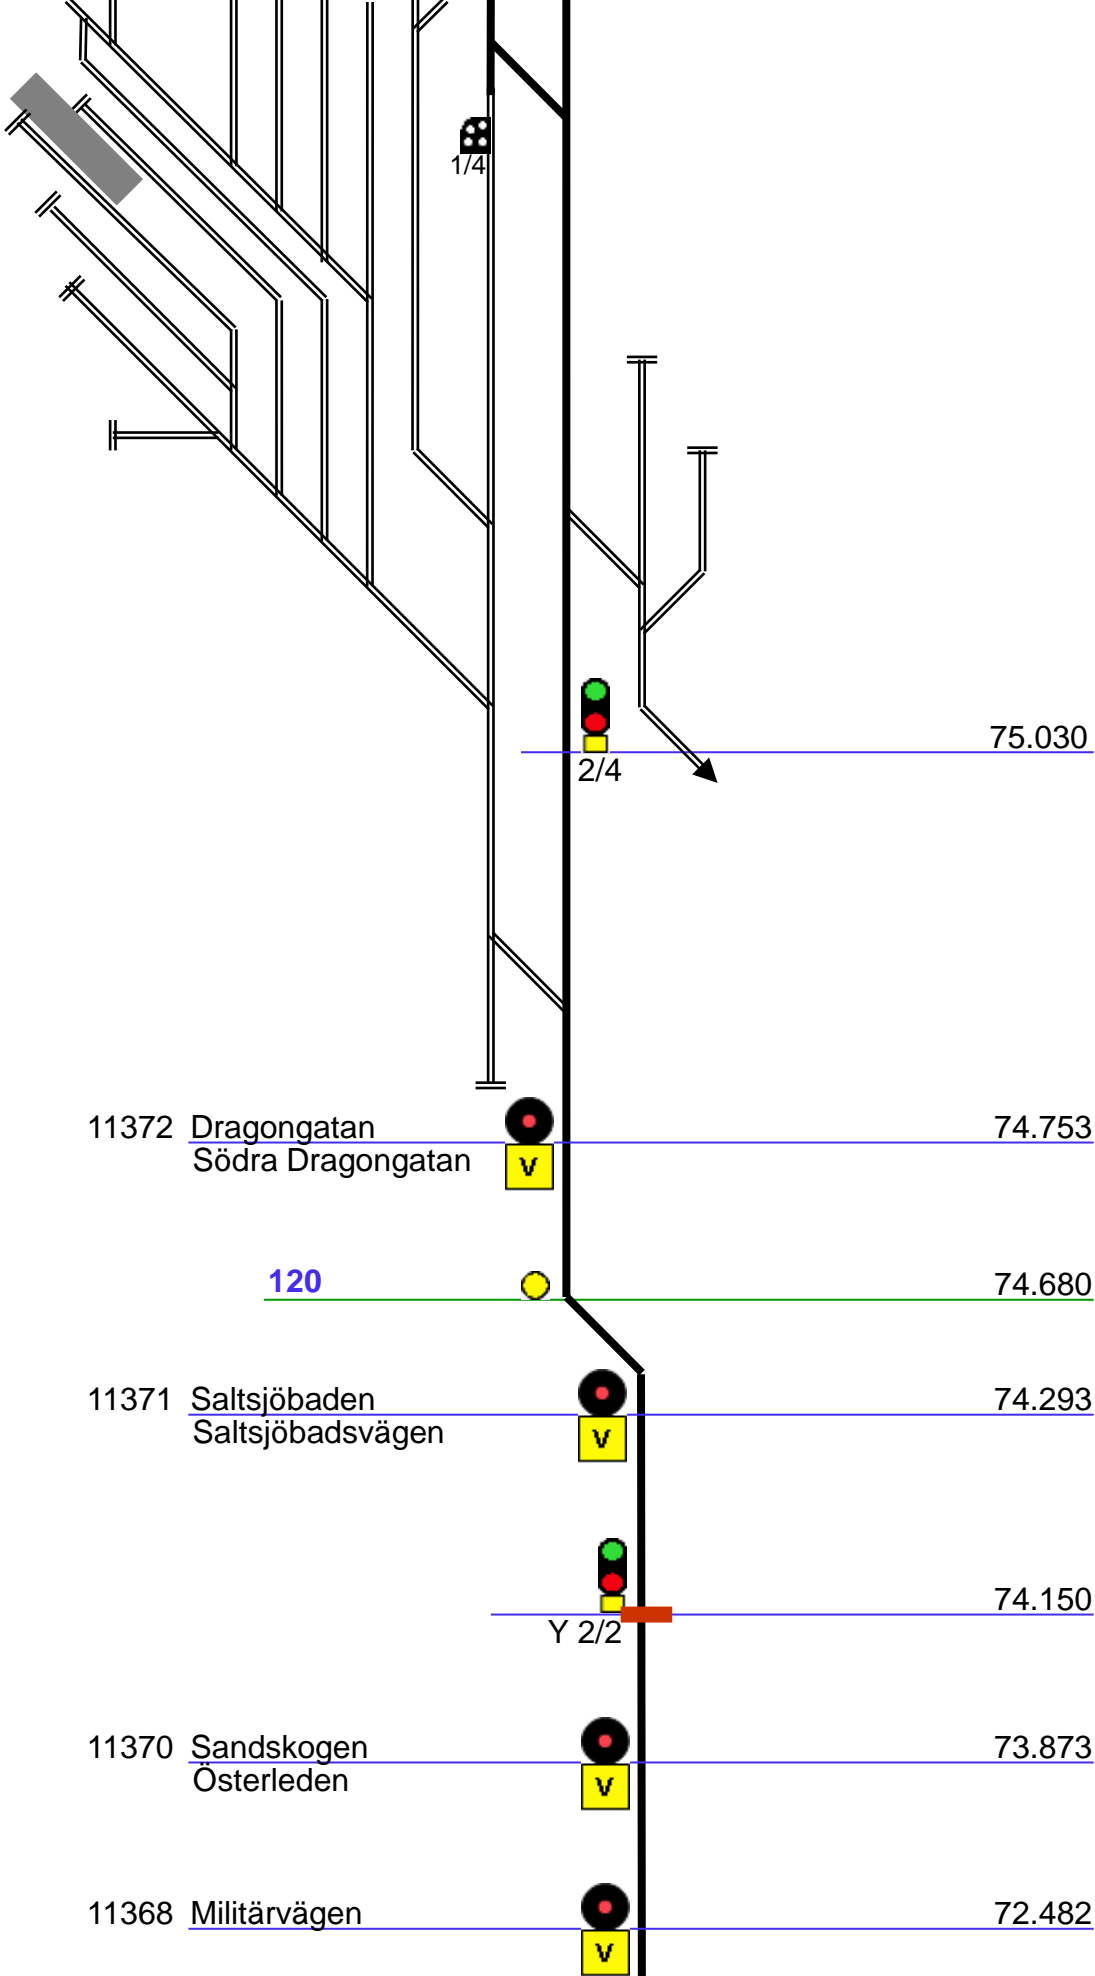 1/4
75.030
2/4
11372 Dragongatan 74.753
Södra Dragongatan
V
120 74.680
11371 Saltsjöbaden 74.293
Saltsjöbadsvägen
V
74.150
Y 2/2
11370 Sandskogen 73.873
Österleden
V
11368 Militärvägen 72.482
V